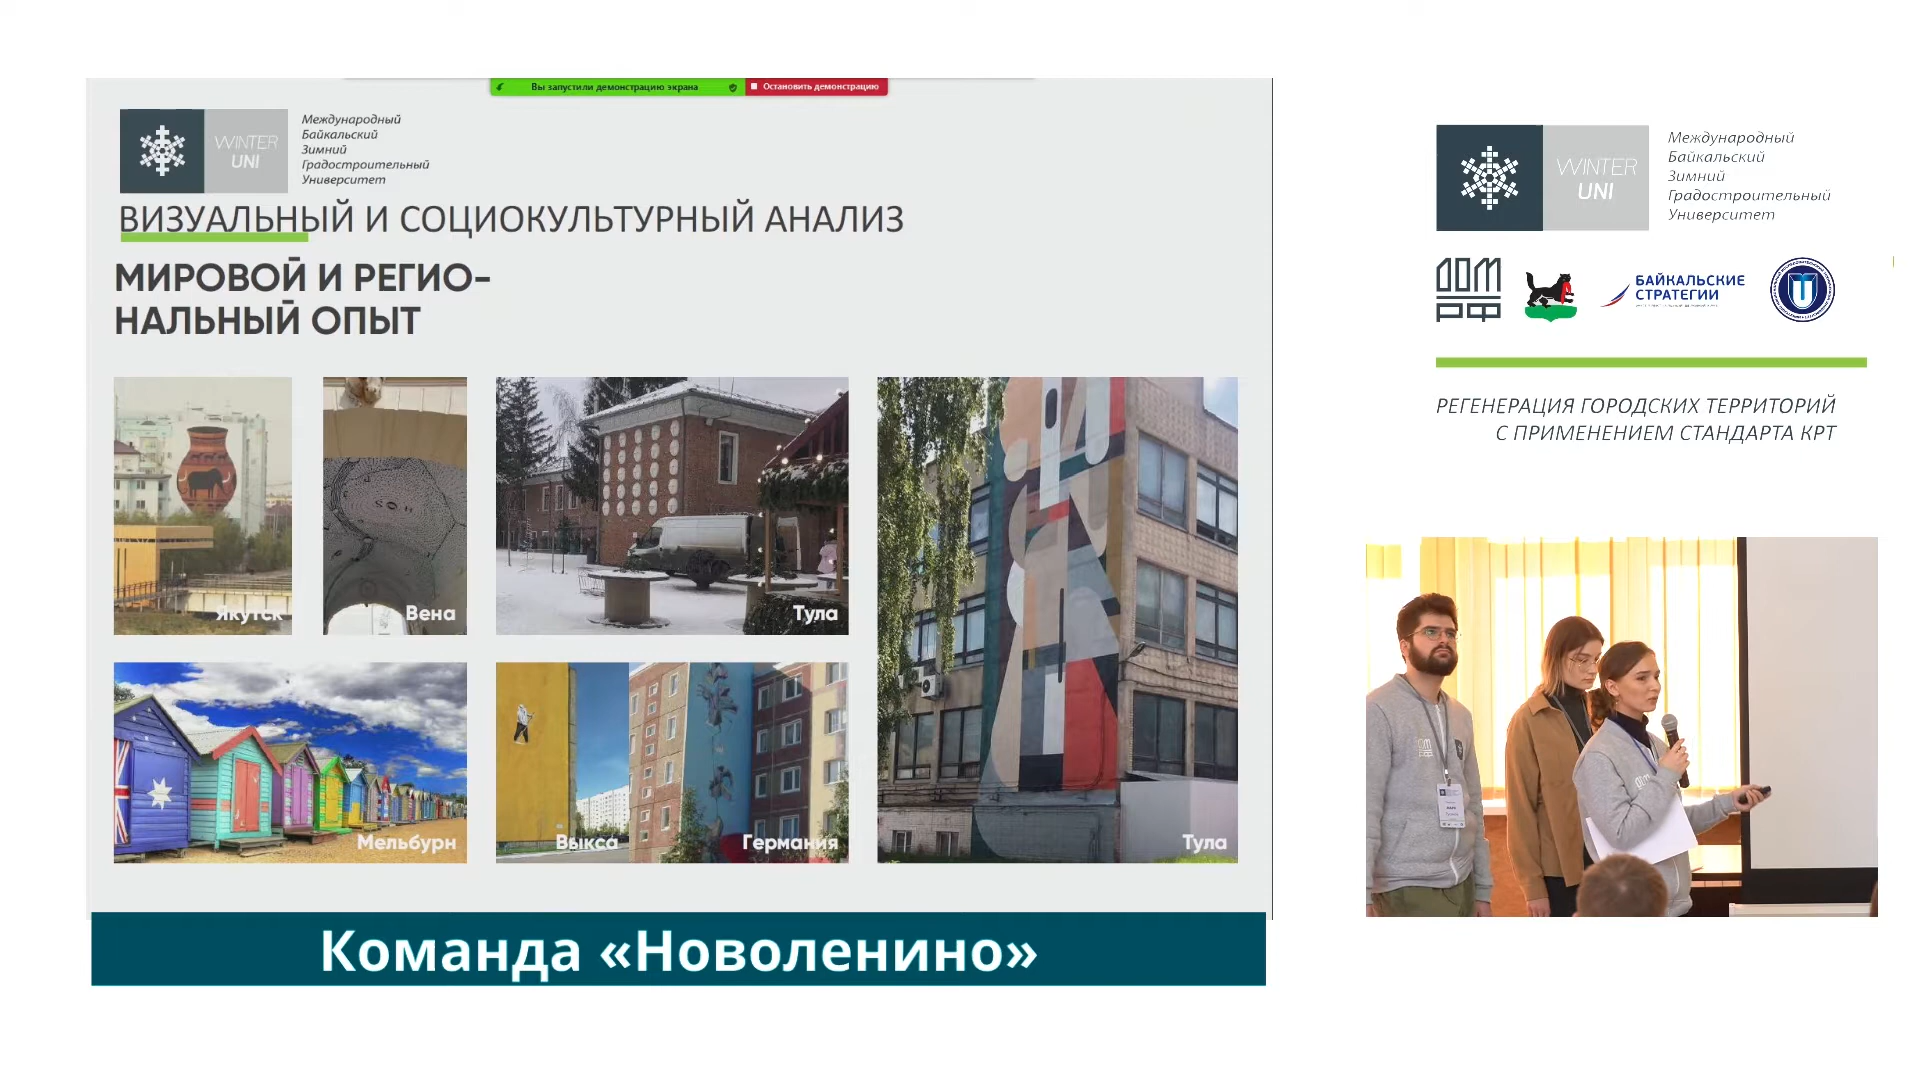 Вы запустили демонстрацию экрана
Остановить демонстрацию
WINTER
UNI
Международный
Байкальский
Зимний
Градостроительный
Университет
ВИЗУАЛЬНЫЙ И СОЦИОКУЛЬТУРНЫЙ АНАЛИЗ
МИРОВОЙ И РЕГИО-
НАЛЬНЫЙ ОПЫТ
Якутск
Вена
Тула
Мельбурн
Выкса
Германия
Тула
Команда «Новоленино»
WINTER
UNI
Международный
Байкальский
Зимний
Градостроительный
Университет
ДОМ
РФ
БАЙКАЛЬСКИЕ
СТРАТЕГИИ
РЕГЕНЕРАЦИЯ ГОРОДСКИХ ТЕРРИТОРИЙ
С ПРИМЕНЕНИЕМ СТАНДАРТА КРТ